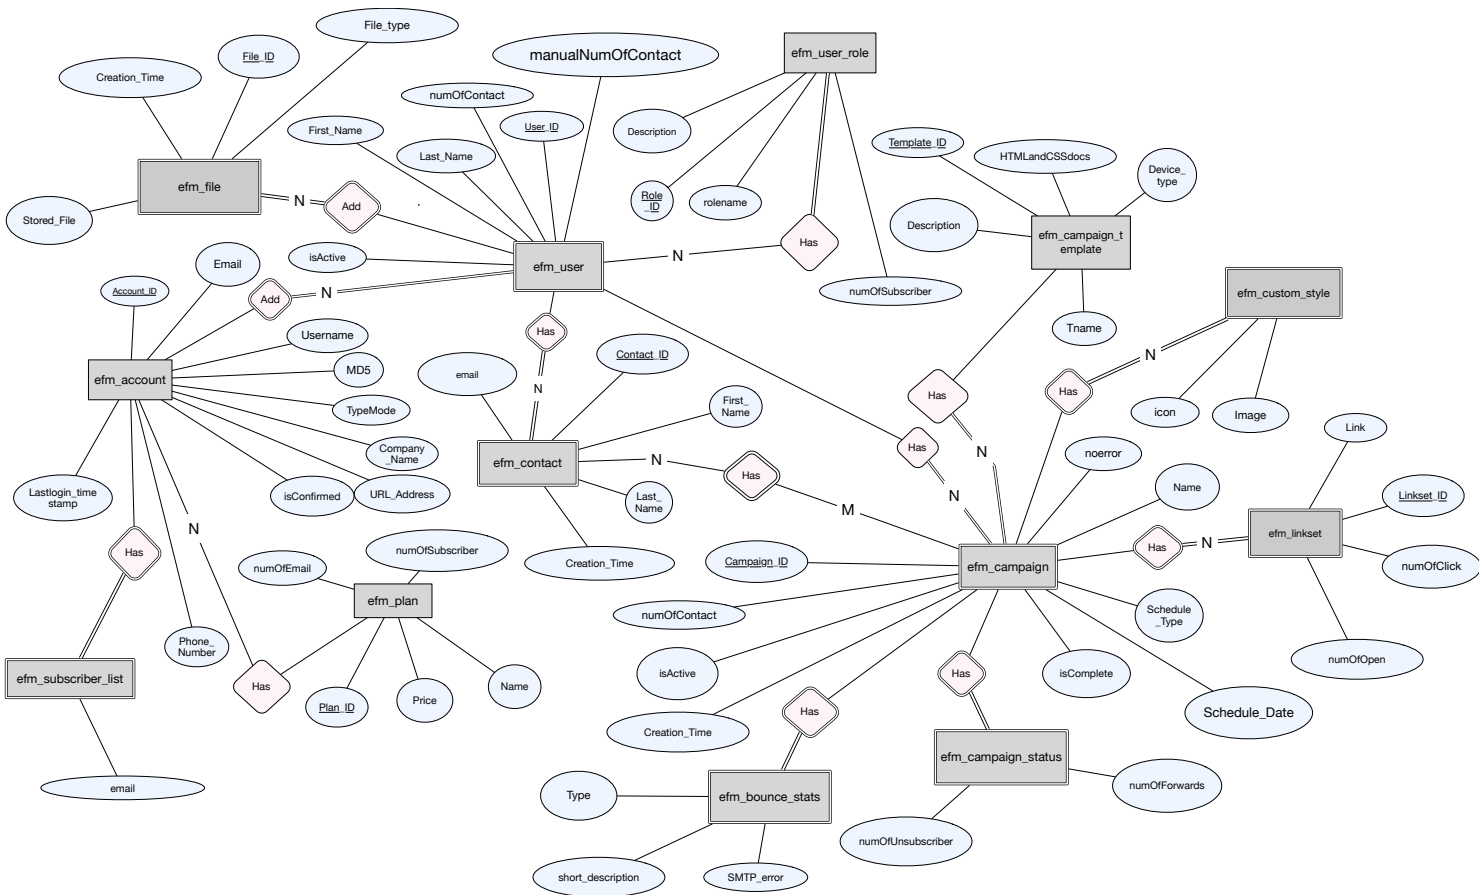 File_type
File_ID
manualNumOfContact
efm_user_role
Creation_Time
numOfContact
User_ID
First_Name
Description
Last_Name
Template_ID
HTMLandCSSdocs
Device_
type
efm_file
N
Add
Role
_ID
rolename
Stored_File
Description
efm_campaign_t
emplate
Has
isActive
efm_user
N
Email
Account_ID
Add
N
numOfSubscriber
efm_custom_style
Tname
Username
Has
Contact_ID
N
MD5
efm_account
email
N
Has
Has
TypeMode
First_
Name
icon
Image
Link
Company
_Name
Has
N
noerror
efm_contact
N
Has
Lastlogin_time
stamp
isConfirmed
URL_Address
Last_
Name
N
Name
Linkset_ID
M
N
Has
numOfSubscriber
Has
N
efm_linkset
numOfEmail
Creation_Time
Campaign_ID
efm_campaign
numOfClick
efm_plan
numOfContact
Schedule
_Type
Phone_
Number
numOfOpen
efm_subscriber_list
Has
Plan_ID
Price
Name
isActive
Has
isComplete
Has
Schedule_Date
Creation_Time
efm_campaign_status
email
Type
efm_bounce_stats
numOfForwards
numOfUnsubscriber
short_description
SMTP_error